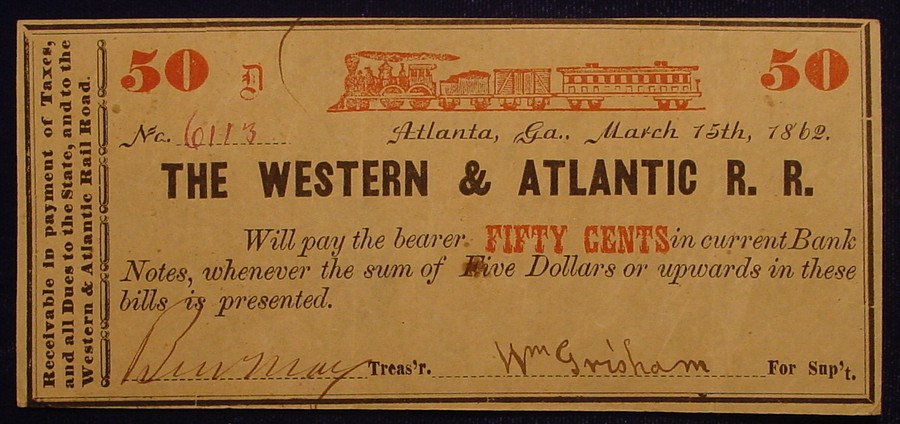 Receivable in payment of Taxes,
and all Dues to the State, and to the
Western & Atlantic Rail Road.
50 D 50
No. 6113 Atlanta, Ga., March 15th, 1862.
THE WESTERN & ATLANTIC R. R.
Will pay the bearer FIFTY CENTS in current Bank
Notes, whenever the sum of Five Dollars or upwards in these
bills is presented.
Ben May Treas'r. Wm Grisham For Sup't.